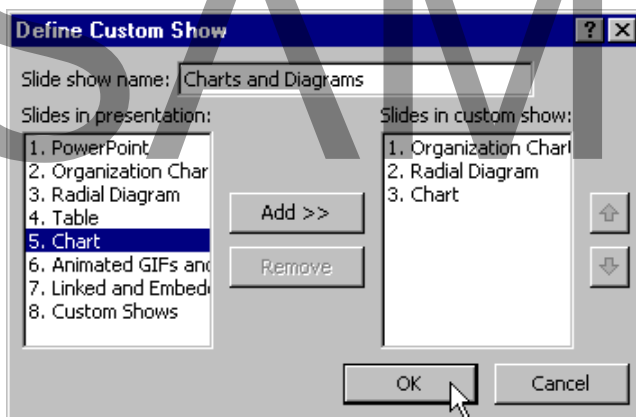 Define Custom Show
Slide show name: Charts and Diagrams
Slides in presentation:
1. PowerPoint
2. Organization Char
3. Radial Diagram
4. Table
5. Chart
6. Animated GIFs and
7. Linked and Embed
8. Custom Shows
Add >>
Remove
Slides in custom show:
1. Organization Chart
2. Radial Diagram
3. Chart
OK
Cancel
SAM